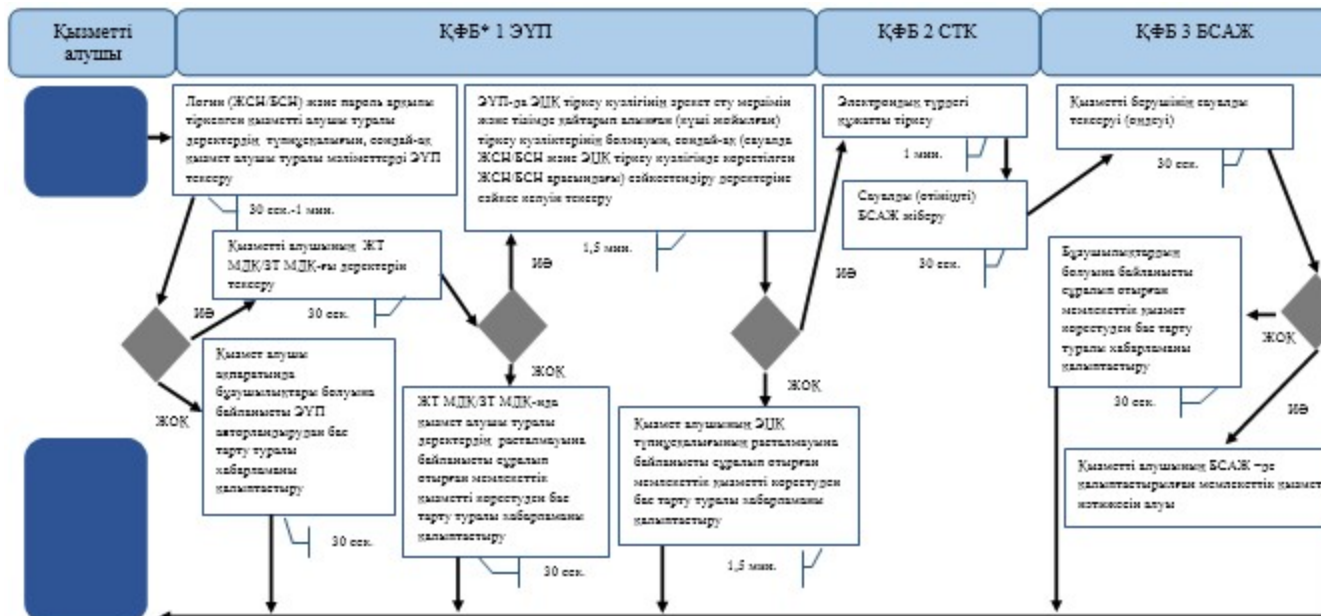 Қызметті
алушы
ҚФБ* 1 ЭҮП
ҚФБ 2 СТК
ҚФБ 3 БСАЖ
Логин (ЖСН/БСН) және пароль арқылы
тіркелген қызметті алушы туралы
деректердің түпнұсқалығын, сондай-ақ
қызмет алушы туралы мәліметтерді ЭҮП
тексеру
30 сек.-1 мин.
ЭҮП-да ЭЦҚ тіркеу куәлігінің әрекет ету мерзімін
және тізімде қайтарып алынған (күші жойылған)
тіркеу куәліктерінің болмауын, сондай-ақ (сауалда
ЖСН/БСН және ЭЦҚ тіркеу куәлігінде көрсетілген
ЖСН/БСН арасындағы) сәйкестендіру деректеріне
сәйкес келуін тексеру
1,5 мин.
Электрондық түрдегі
құжатты тіркеу
1 мин.
Сауалды (өтінішті)
БСАЖ жіберу
30 сек.
Қызметті берушінің сауалды
тексеруі (өңдеуі)
30 сек.
Қызметті алушының ЖТ
МДҚ/ЗТ МДҚ-ғы деректерін
тексеру
30 сек.
ИӘ
ИӘ
ИӘ
Бұзушылықтардың
болуына байланысты
сұралып отырған
мемлекеттік қызмет
көрсетуден бас тарту
туралы хабарламаны
қалыптастыру
30 сек.
ЖОҚ
ИӘ
ЖОҚ
Қызмет алушы
ақпаратында
бұзушылықтары болуына
байланысты ЭҮП
авторландырудан бас
тарту туралы
хабарламаны
қалыптастыру
30 сек.
ЖОҚ
ЖТ МДҚ/ЗТ МДҚ-нда
қызмет алушы туралы
деректердің расталмауына
байланысты сұралып
отырған мемлекеттік
қызметті көрсетуден бас
тарту туралы хабарламаны
қалыптастыру
30 сек.
ЖОҚ
Қызмет алушының ЭЦҚ
түпнұсқалығының расталмауына
байланысты сұралып отырған
мемлекеттік қызметті көрсетуден
бас тарту туралы хабарламаны
қалыптастыру
1,5 мин.
Қызметті алушының БСАЖ –де
қалыптастырылған мемлекеттік қызмет
нәтижесін алуы